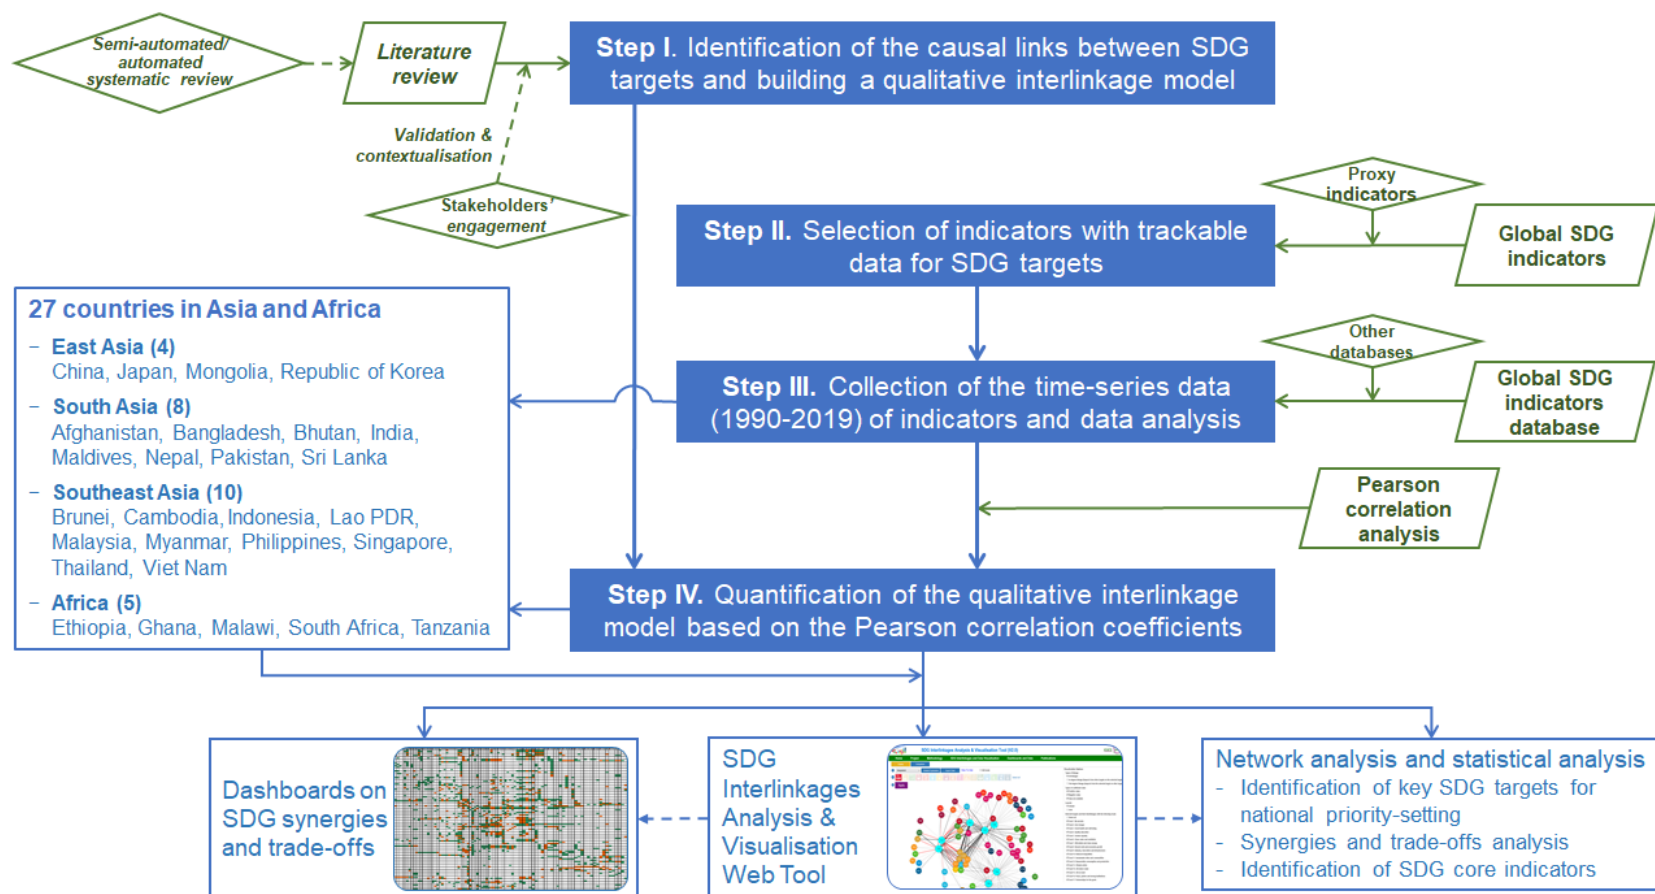 Semi-automated/
automated
systematic review
Literature
review
Step I. Identification of the causal links between SDG
targets and building a qualitative interlinkage model
Validation &
contextualisation
Stakeholders'
engagement
Proxy
indicators
Step II. Selection of indicators with trackable
data for SDG targets
Global SDG
indicators
27 countries in Asia and Africa
- East Asia (4)
China, Japan, Mongolia, Republic of Korea
- South Asia (8)
Afghanistan, Bangladesh, Bhutan, India,
Maldives, Nepal, Pakistan, Sri Lanka
- Southeast Asia (10)
Brunei, Cambodia, Indonesia, Lao PDR,
Malaysia, Myanmar, Philippines, Singapore,
Thailand, Viet Nam
- Africa (5)
Ethiopia, Ghana, Malawi, South Africa, Tanzania
Other
databases
Step III. Collection of the time-series data
(1990-2019) of indicators and data analysis
Global SDG
indicators
database
Pearson
correlation
analysis
Step IV. Quantification of the qualitative interlinkage
model based on the Pearson correlation coefficients
Dashboards on
SDG synergies
and trade-offs
SDG
Interlinkages
Analysis &
Visualisation
Web Tool
SDG Interlinkages Analysis & Visualisation Tool
Network analysis and statistical analysis
- Identification of key SDG targets for
national priority-setting
- Synergies and trade-offs analysis
- Identification of SDG core indicators